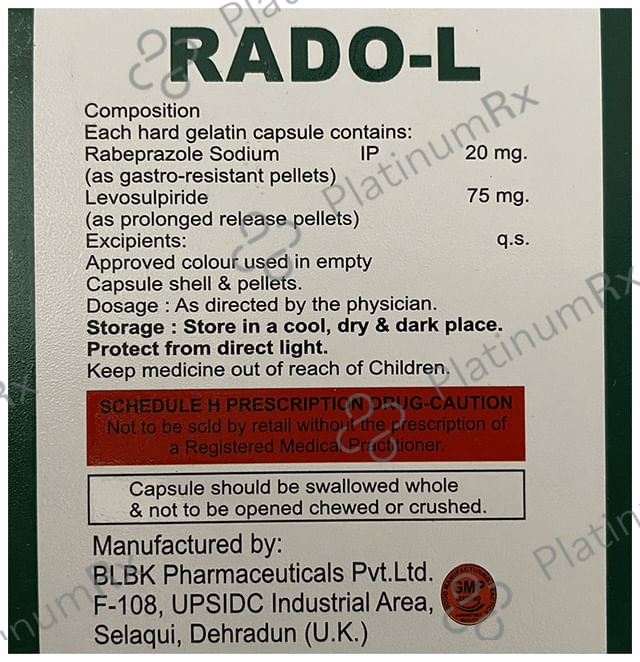 RADO-L
Composition
Each hard gelatin capsule contains:
Rabeprazole Sodium IP 20 mg.
(as gastro-resistant pellets)
Levosulpiride 75 mg.
(as prolonged release pellets)
Excipients: q.s.
Approved colour used in empty
Capsule shell & pellets.
Dosage : As directed by the physician.
Storage : Store in a cool, dry & dark place.
Protect from direct light.
Keep medicine out of reach of Children.
SCHEDULE H PRESCRIPTION DRUG-CAUTION
Not to be sold by retail without the prescription of
a Registered Medical Practitioner.
Capsule should be swallowed whole
& not to be opened chewed or crushed.
Manufactured by:
BLBK Pharmaceuticals Pvt.Ltd.
F-108, UPSIDC Industrial Area,
Selaqui, Dehradun (U.K.)
GMP
PlatinumRx
PlatinumRx
PlatinumRx